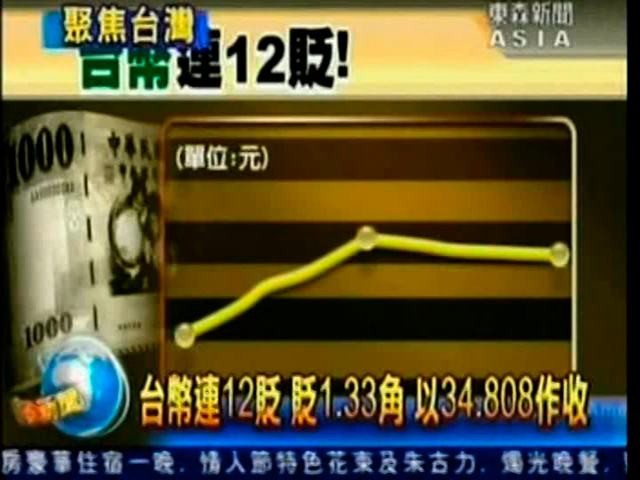 聚焦台灣
東森新聞
ASIA
台幣連12貶!
1000
(單位:元)
1000
台幣連12貶 貶1.33角 以34.808作收
房豪華住宿一晚. 情人節特色花束及朱古力. 燭光晚餐.